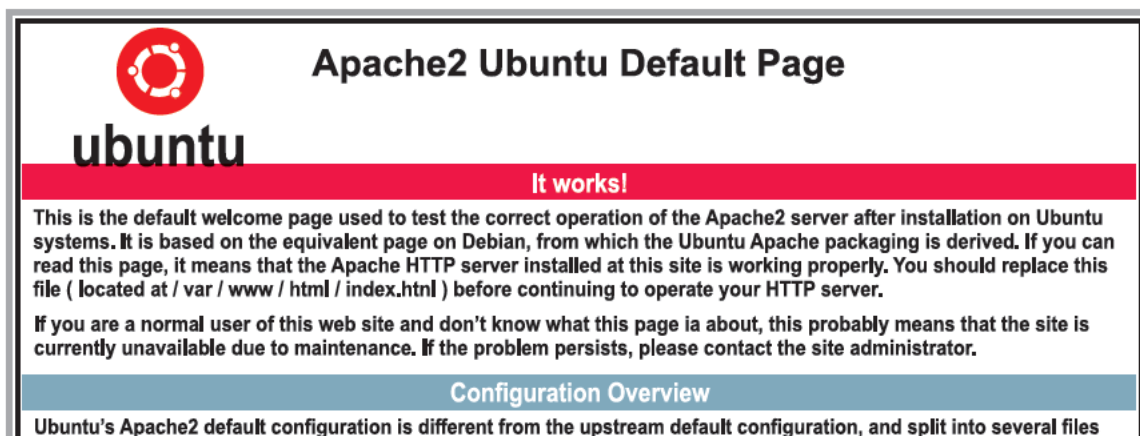 Apache2 Ubuntu Default Page
ubuntu
It works!
This is the default welcome page used to test the correct operation of the Apache2 server after installation on Ubuntu
systems. It is based on the equivalent page on Debian, from which the Ubuntu Apache packaging is derived. If you can
read this page, it means that the Apache HTTP server installed at this site is working properly. You should replace this
file ( located at / var / www / html / index.htnl ) before continuing to operate your HTTP server.
If you are a normal user of this web site and don't know what this page ia about, this probably means that the site is
currently unavailable due to maintenance. If the problem persists, please contact the site administrator.
Configuration Overview
Ubuntu's Apache2 default configuration is different from the upstream default configuration, and split into several files